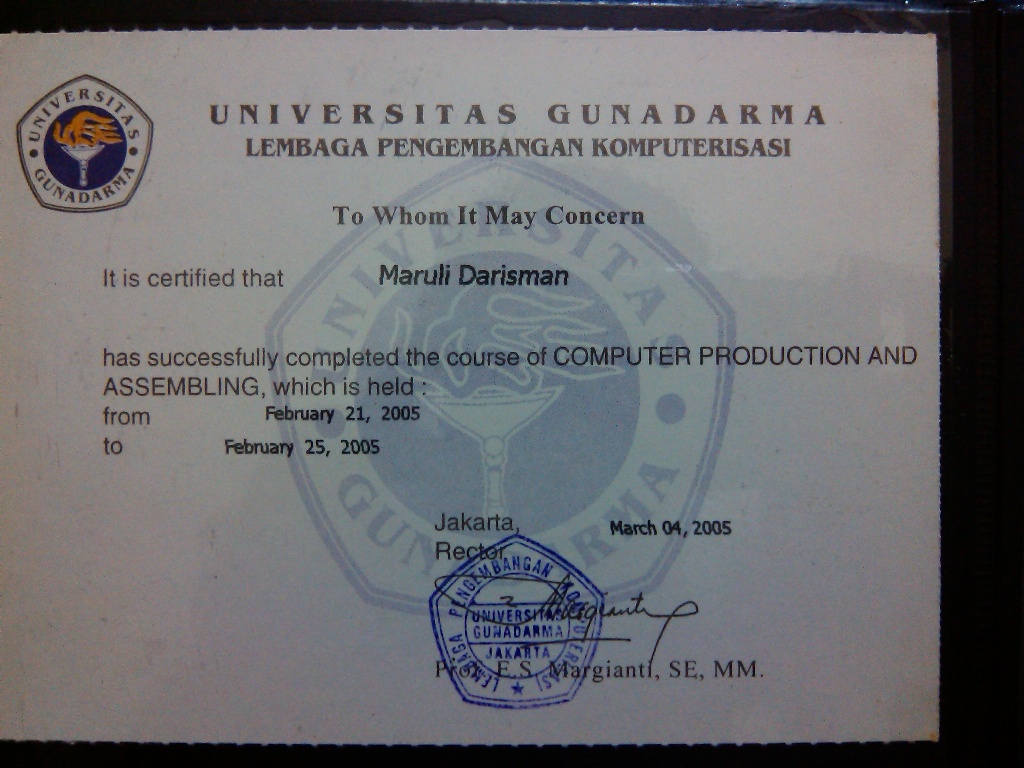 UNIVERSITAS GUNADARMA
UNIVERSITAS GUNADARMA
LEMBAGA PENGEMBANGAN KOMPUTERISASI
To Whom It May Concern
It is certified that Maruli Darisman
has successfully completed the course of COMPUTER PRODUCTION AND
ASSEMBLING, which is held :
from February 21, 2005
to February 25, 2005
UNIVERSITAS GUNADARMA
Jakarta, March 04, 2005
Rector
LEMBAGA PENGEMBANGAN KOMPUTERISASI
UNIVERSITAS
GUNADARMA
JAKARTA
Prof. E.S. Margianti, SE, MM.